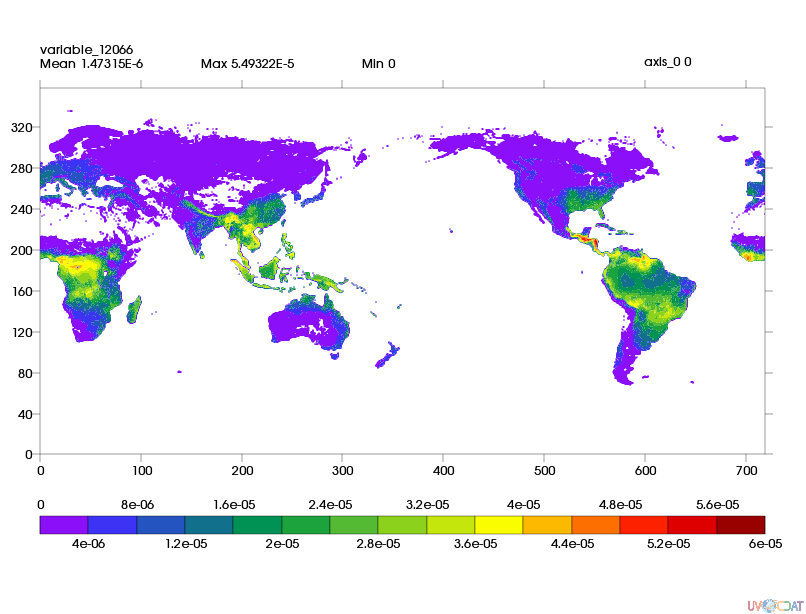 variable_12066
Mean 1.47315E-6 Max 5.49322E-5 Min 0 axis_0 0
320
280
240
200
160
120
80
40
0
0 100 200 300 400 500 600 700
0 8e-06 1.6e-05 2.4e-05 3.2e-05 4e-05 4.8e-05 5.6e-05
4e-06 1.2e-05 2e-05 2.8e-05 3.6e-05 4.4e-05 5.2e-05 6e-05
UVCDAT